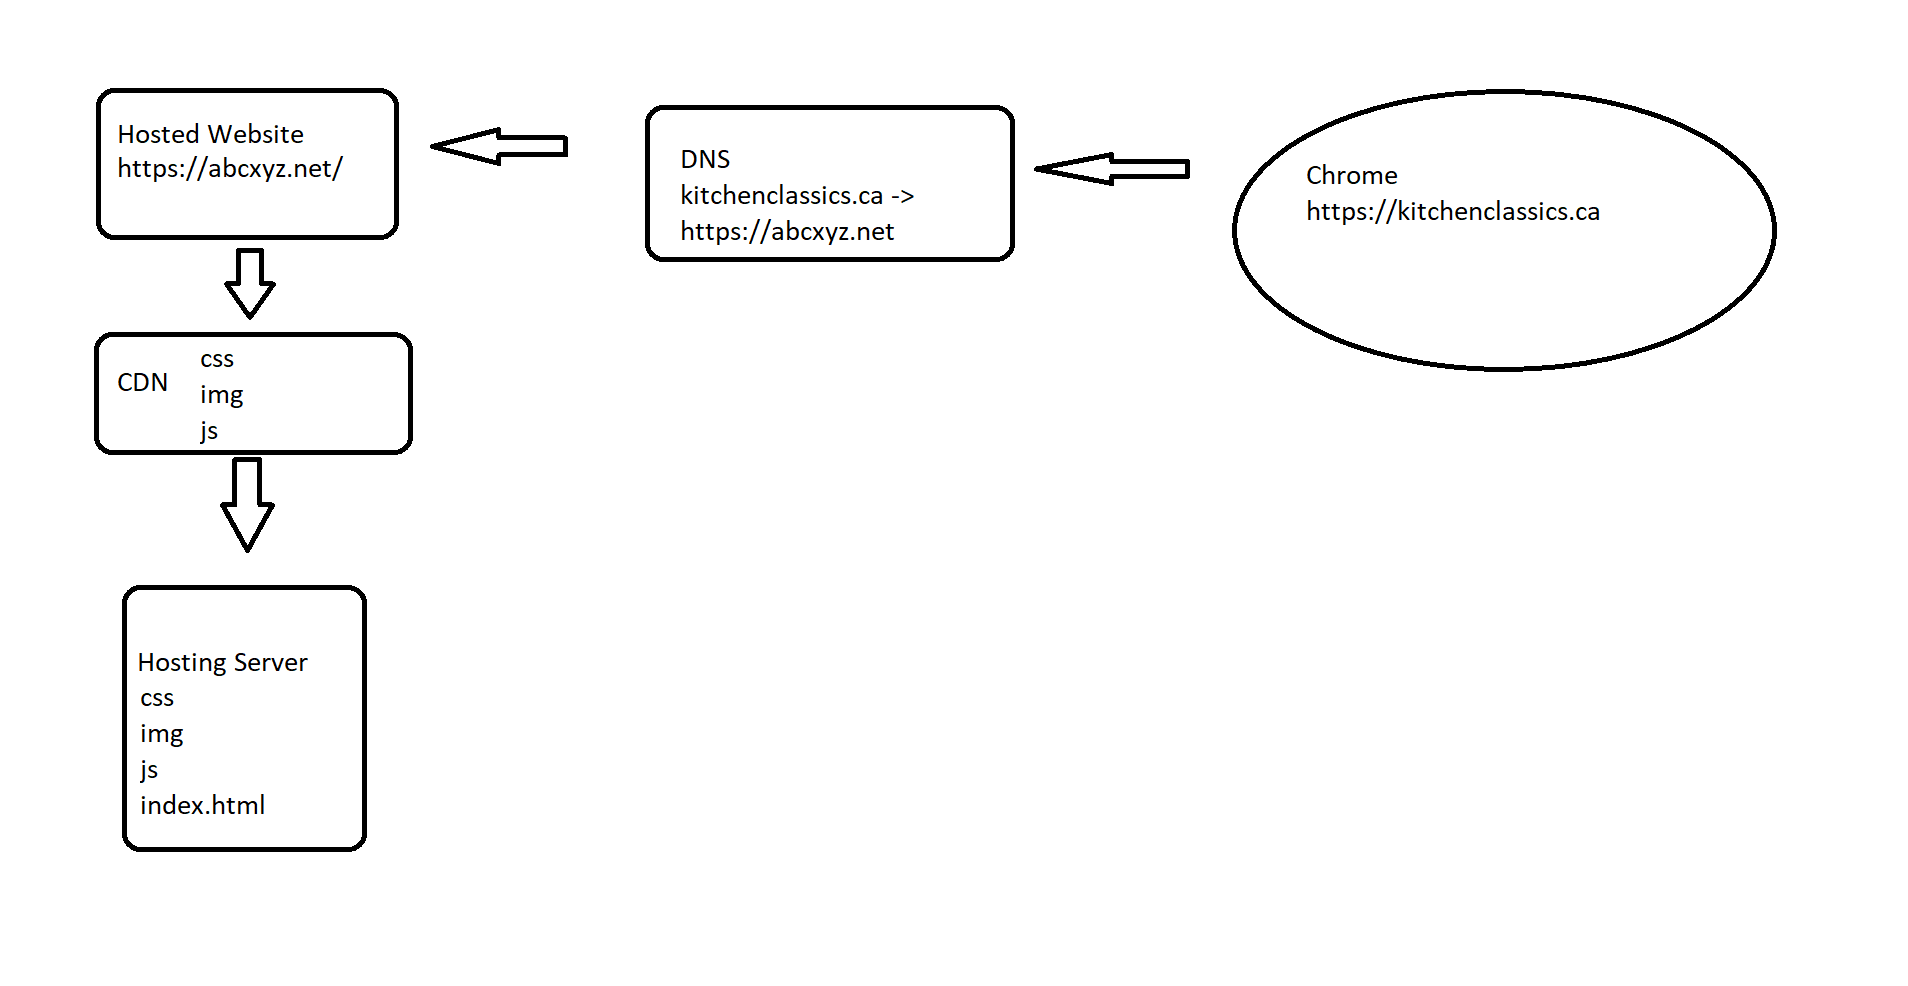 Hosted Website
https://abcxyz.net/
DNS
kitchenclassics.ca ->
https://abcxyz.net
Chrome
https://kitchenclassics.ca
CDN
css
img
js
Hosting Server
css
img
js
index.html